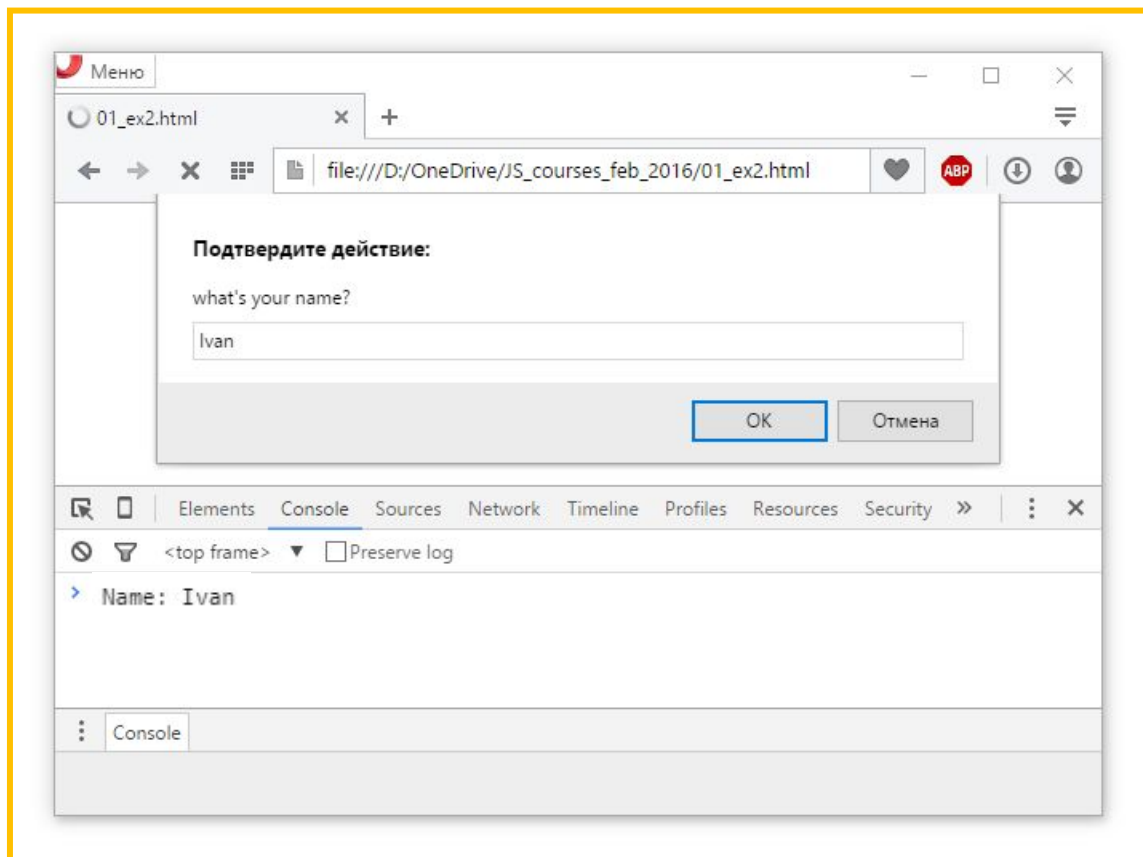 Меню
01_ex2.html
file:///D:/OneDrive/JS_courses_feb_2016/01_ex2.html
ABP
Подтвердите действие:
what's your name?
Ivan
OK Отмена
Elements Console Sources Network Timeline Profiles Resources Security
<top frame> Preserve log
Name: Ivan
Console